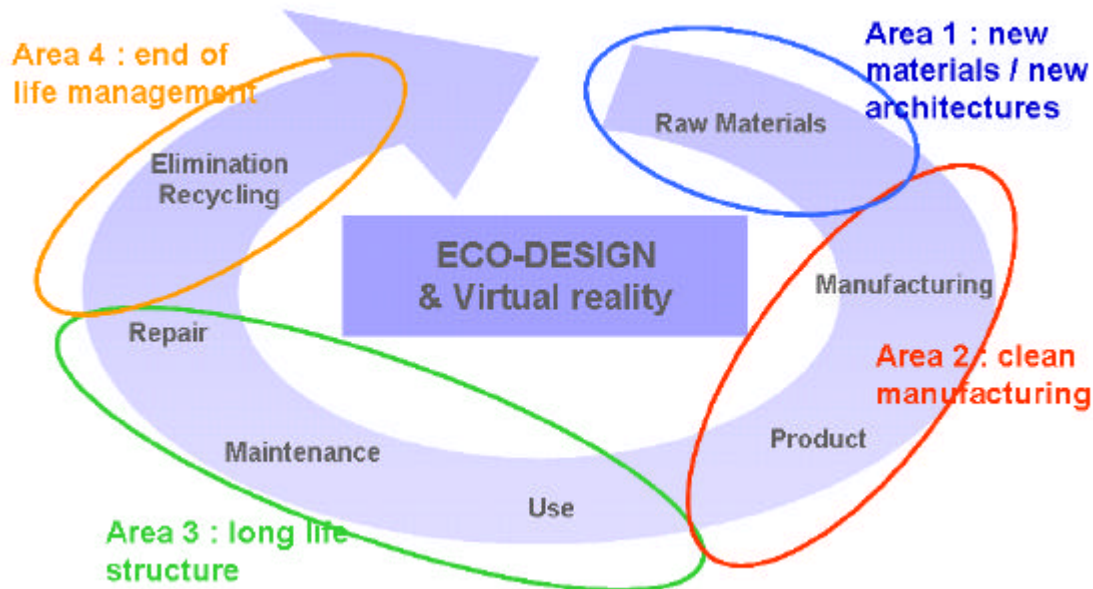 Area 1 : new
materials / new
architectures
Raw Materials
Area 2 : clean
manufacturing
Manufacturing
Product
Area 3 : long life
structure
Use
Maintenance
Repair
Area 4 : end of
life management
Elimination
Recycling
ECO-DESIGN
& Virtual reality